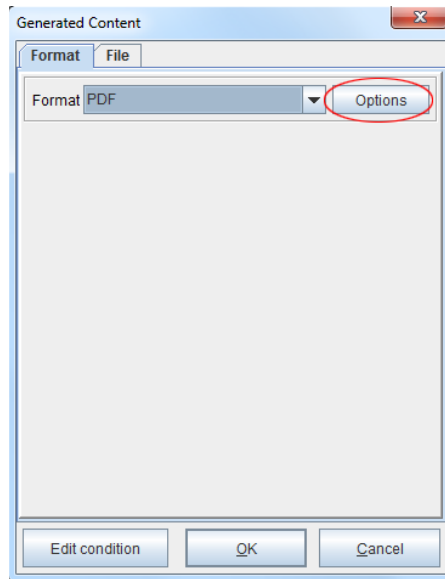 Generated Content
Format File
Format PDF Options
Edit condition OK Cancel